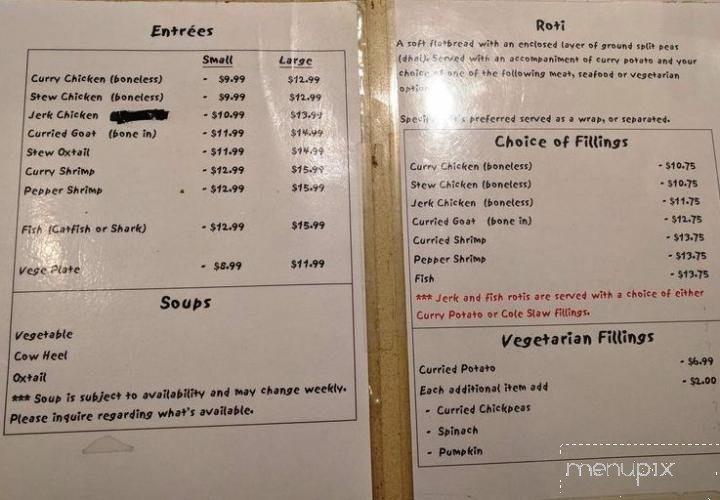 Entrées
Small Large
Curry Chicken (boneless) - $9.99 $12.99
Stew Chicken (boneless) - $9.99 $12.99
Jerk Chicken - $10.99 $13.99
Curried Goat (bone in) - $11.99 $14.99
Stew Oxtail - $11.99 $14.99
Curry Shrimp - $12.99 $15.99
Pepper Shrimp - $12.99 $15.99
Fish (Catfish or Shark) - $12.99 $15.99
Vege Plate - $8.99 $11.99
Soups
Vegetable
Cow Heel
Oxtail
*** Soup is subject to availability and may change weekly.
Please inquire regarding what's available.
Roti
A soft flatbread with an enclosed layer of ground split peas
(dhal). Served with an accompaniment of curry potato and your
choice of one of the following meat, seafood or vegetarian
preferred served as a wrap, or separated.
Choice of Fillings
Curry Chicken (boneless) - $10.75
Stew Chicken (boneless) - $10.75
Jerk Chicken (boneless) - $11.75
Curried Goat (bone in) - $12.75
Curried Shrimp - $13.75
Pepper Shrimp - $13.75
Fish - $13.75
*** Jerk and fish rotis are served with a choice of either
Curry Potato or Cole Slaw fillings.
Vegetarian Fillings
Curried Potato - $6.99
Each additional item add - $2.00
- Curried Chickpeas
- Spinach
- Pumpkin
menupix